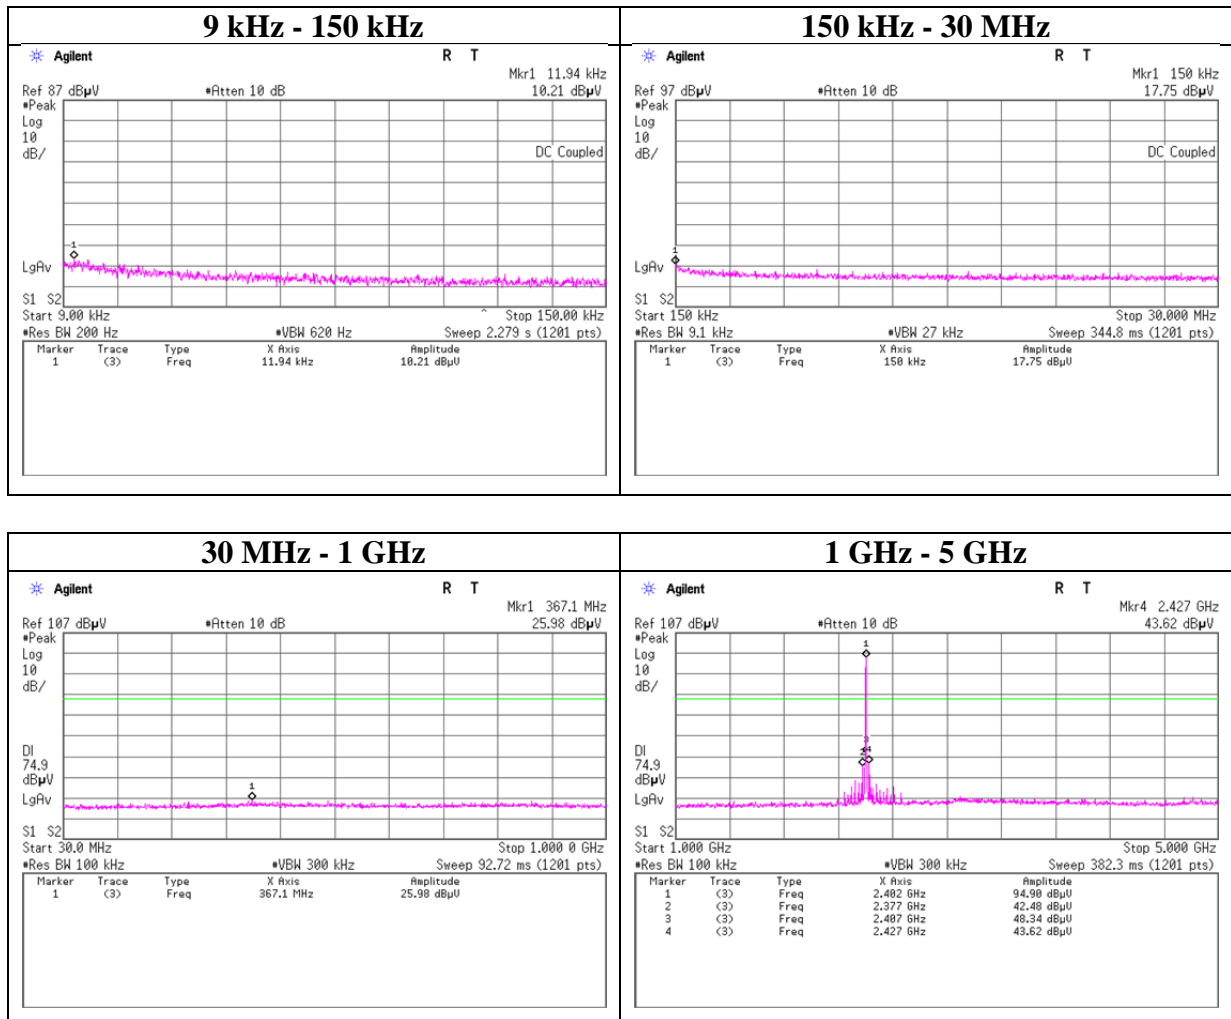 9 kHz - 150 kHz
Agilent R T
Mkr1 11.94 kHz
Ref 87 dBµV #Atten 10 dB 10.21 dBµV
#Peak
Log
10
dB/
DC Coupled
1
LgAv
S1 S2
Start 9.00 kHz ^ Stop 150.00 kHz
#Res BW 200 Hz #VBW 620 Hz Sweep 2.279 s (1201 pts)
Marker Trace Type X Axis Amplitude
1 (3) Freq 11.94 kHz 10.21 dBµV
150 kHz - 30 MHz
Agilent R T
Mkr1 150 kHz
Ref 97 dBµV #Atten 10 dB 17.75 dBµV
#Peak
Log
10
dB/
DC Coupled
1
LgAv
S1 S2
Start 150 kHz Stop 30.000 MHz
#Res BW 9.1 kHz #VBW 27 kHz Sweep 344.8 ms (1201 pts)
Marker Trace Type X Axis Amplitude
1 (3) Freq 150 kHz 17.75 dBµV
30 MHz - 1 GHz
Agilent R T
Mkr1 367.1 MHz
Ref 107 dBµV #Atten 10 dB 25.98 dBµV
#Peak
Log
10
dB/
DI
74.9
dBµV
1
LgAv
S1 S2
Start 30.0 MHz Stop 1.000 0 GHz
#Res BW 100 kHz #VBW 300 kHz Sweep 92.72 ms (1201 pts)
Marker Trace Type X Axis Amplitude
1 (3) Freq 367.1 MHz 25.98 dBµV
1 GHz - 5 GHz
Agilent R T
Mkr4 2.427 GHz
Ref 107 dBµV #Atten 10 dB 43.62 dBµV
#Peak
1
Log
10
dB/
3
DI 2 4
74.9
dBµV
LgAv
S1 S2
Start 1.000 GHz Stop 5.000 GHz
#Res BW 100 kHz #VBW 300 kHz Sweep 382.3 ms (1201 pts)
Marker Trace Type X Axis Amplitude
1 (3) Freq 2.402 GHz 94.90 dBµV
2 (3) Freq 2.377 GHz 42.48 dBµV
3 (3) Freq 2.407 GHz 48.34 dBµV
4 (3) Freq 2.427 GHz 43.62 dBµV